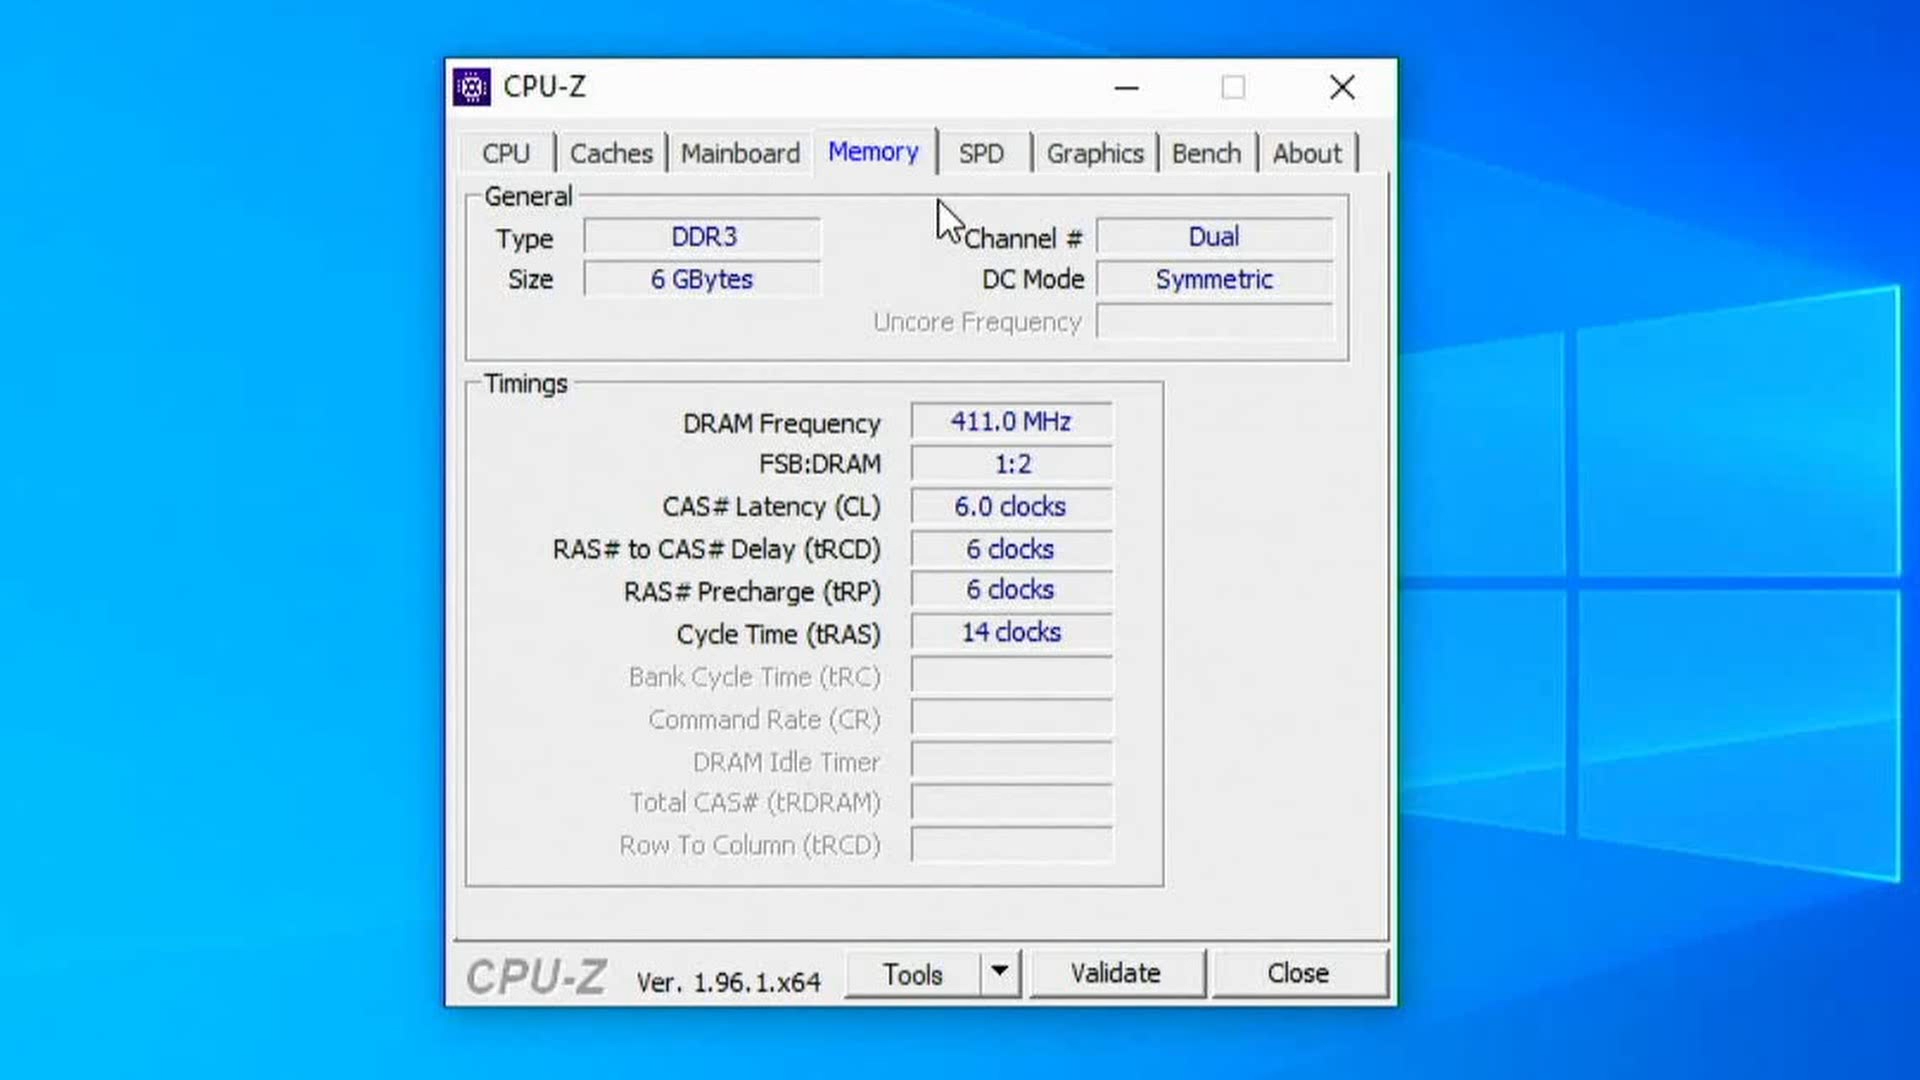 CPU-Z
CPU Caches Mainboard Memory SPD Graphics Bench About
General
Type DDR3 Channel # Dual
Size 6 GBytes DC Mode Symmetric
Uncore Frequency
Timings
DRAM Frequency 411.0 MHz
FSB:DRAM 1:2
CAS# Latency (CL) 6.0 clocks
RAS# to CAS# Delay (tRCD) 6 clocks
RAS# Precharge (tRP) 6 clocks
Cycle Time (tRAS) 14 clocks
Bank Cycle Time (tRC)
Command Rate (CR)
DRAM Idle Timer
Total CAS# (tRDRAM)
Row To Column (tRCD)
CPU-Z Ver. 1.96.1.x64 Tools Validate Close